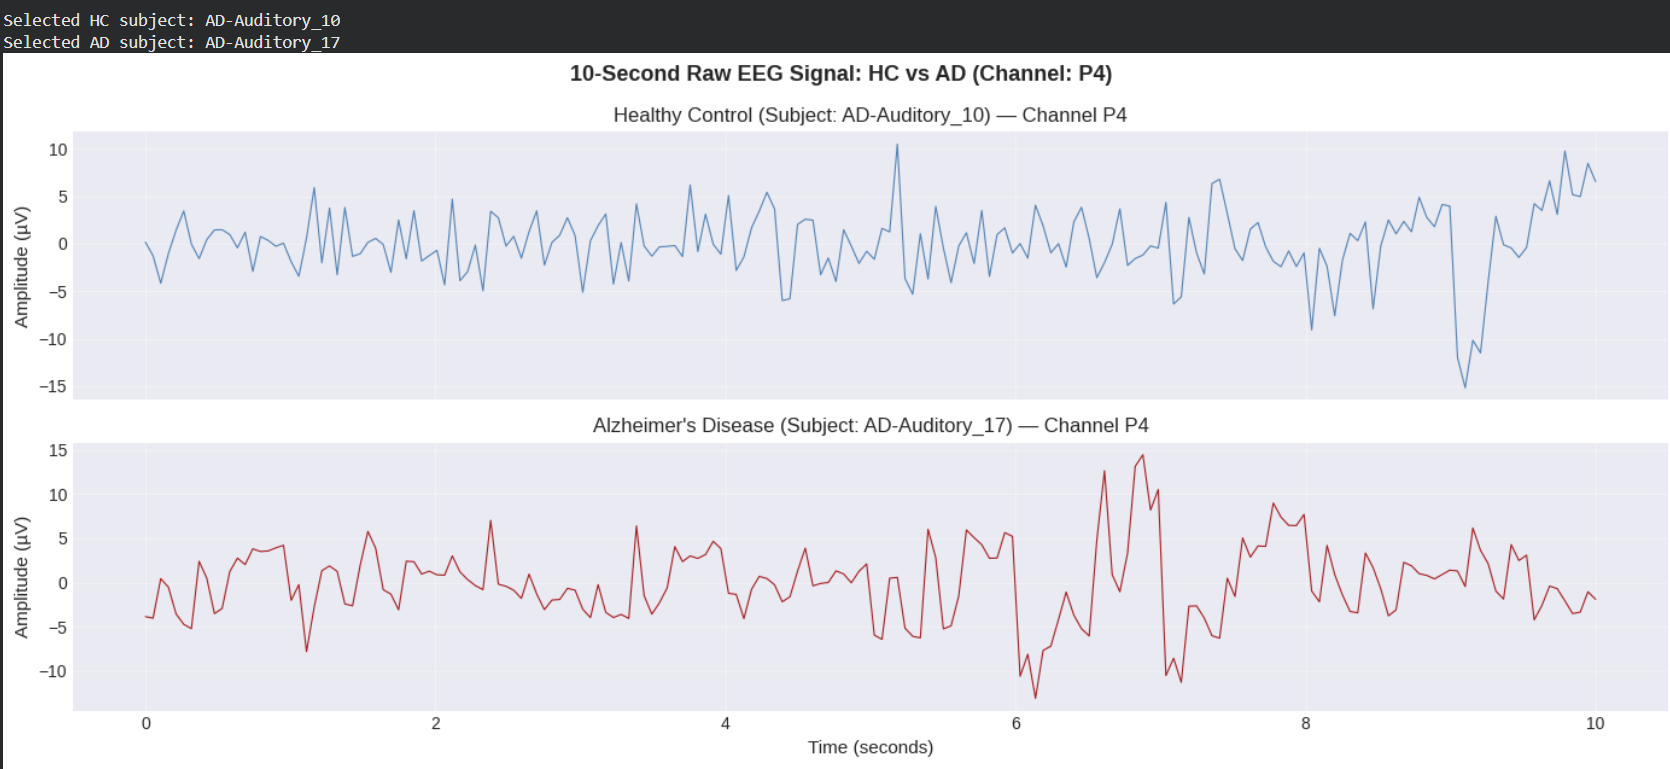 Selected HC subject: AD-Auditory_10
Selected AD subject: AD-Auditory_17
10-Second Raw EEG Signal: HC vs AD (Channel: P4)
Healthy Control (Subject: AD-Auditory_10) — Channel P4
Amplitude (µV)
10
5
0
−5
−10
−15
Alzheimer's Disease (Subject: AD-Auditory_17) — Channel P4
Amplitude (µV)
15
10
5
0
−5
−10
0 2 4 6 8 10
Time (seconds)